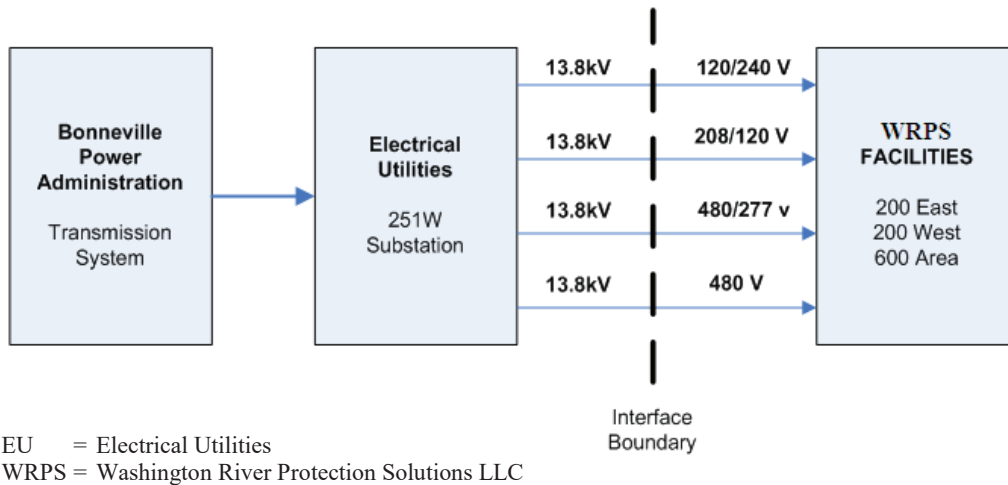 Bonneville
Power
Administration
Transmission
System
Electrical
Utilities
251W
Substation
13.8kV
120/240 V
13.8kV
208/120 V
13.8kV
480/277 v
13.8kV
480 V
WRPS
FACILITIES
200 East
200 West
600 Area
Interface
Boundary
EU = Electrical Utilities
WRPS = Washington River Protection Solutions LLC